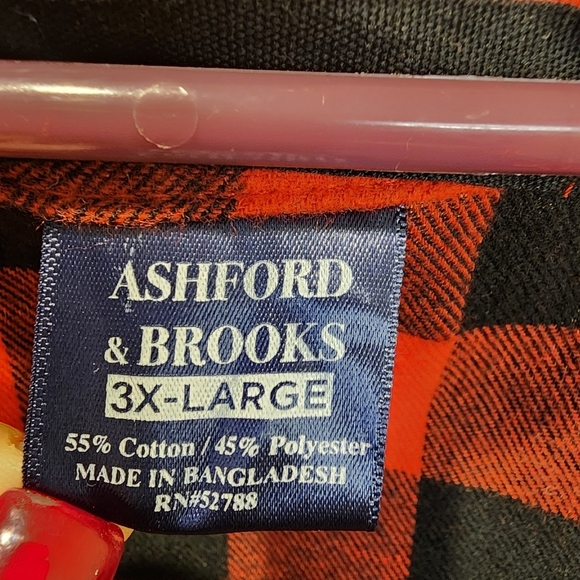 ASHFORD
& BROOKS
3X-LARGE
55% Cotton / 45% Polyester
MADE IN BANGLADESH
RN#52788